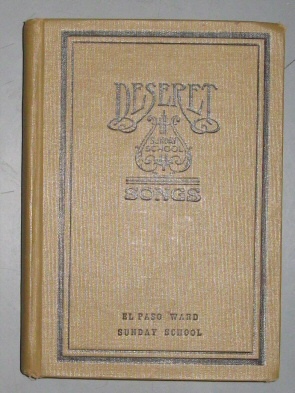 DESERET
SUNDAY
SCHOOL
SONGS
EL PASO WARD
SUNDAY SCHOOL